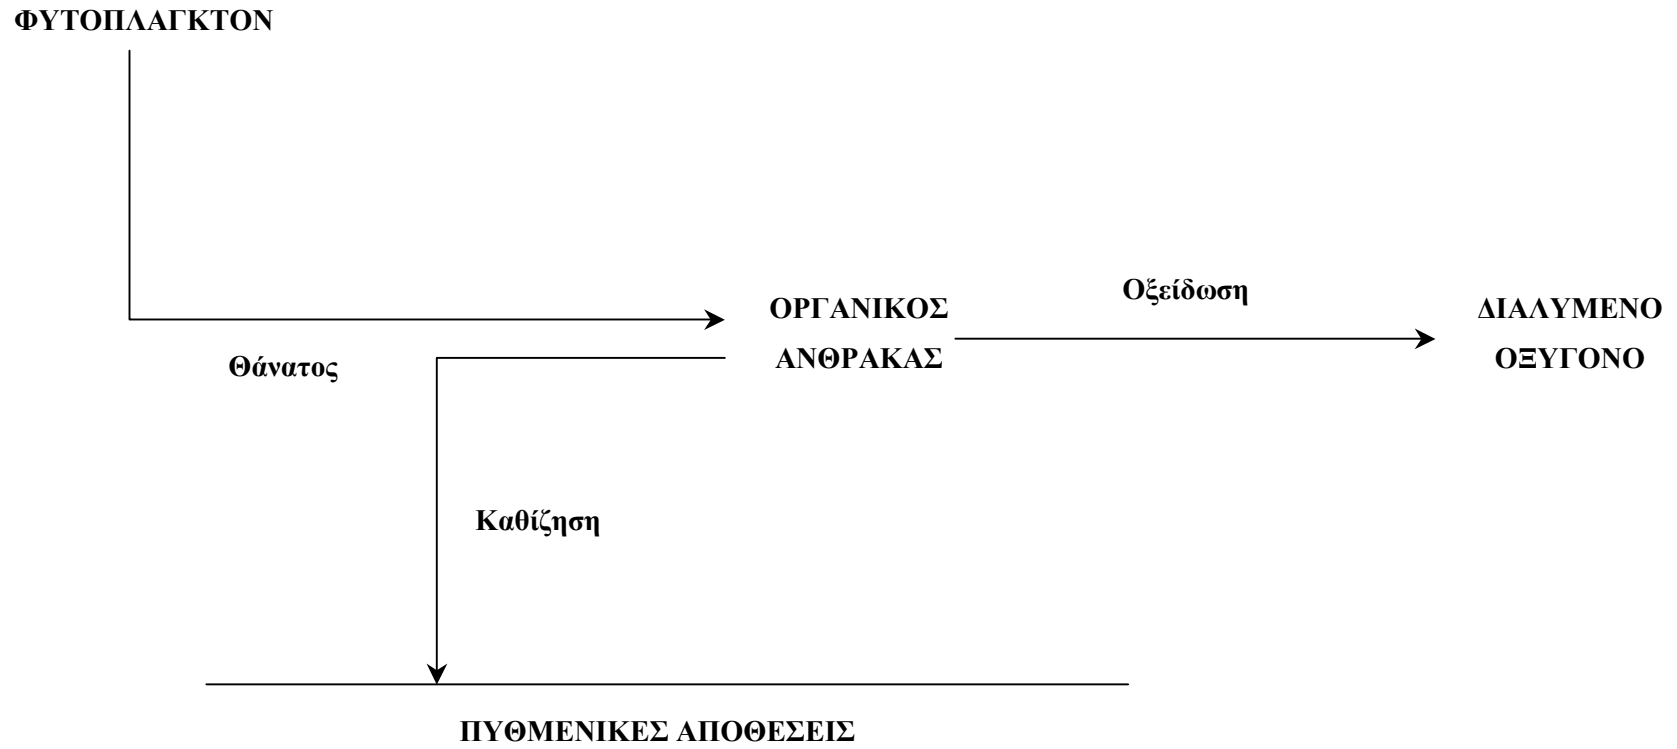 ΦΥΤΟΠΛΑΓΚΤΟΝ
Οξείδωση
ΟΡΓΑΝΙΚΟΣ
ΑΝΘΡΑΚΑΣ
ΔΙΑΛΥΜΕΝΟ
ΟΞΥΓΟΝΟ
Θάνατος
Καθίζηση
ΠΥΘΜΕΝΙΚΕΣ ΑΠΟΘΕΣΕΙΣ